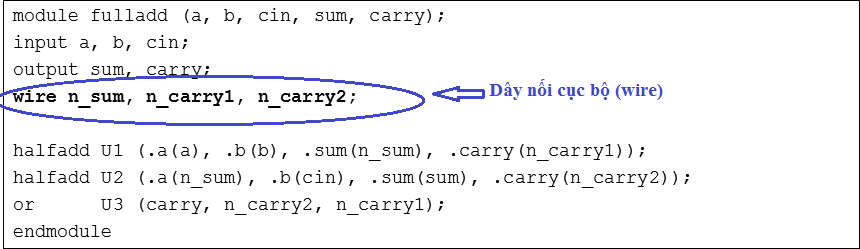 module fulladd (a, b, cin, sum, carry);
input a, b, cin;
output sum, carry;
wire n_sum, n_carry1, n_carry2;
Dây nối cục bộ (wire)
halfadd U1 (.a(a), .b(b), .sum(n_sum), .carry(n_carry1));
halfadd U2 (.a(n_sum), .b(cin), .sum(sum), .carry(n_carry2));
or U3 (carry, n_carry2, n_carry1);
endmodule